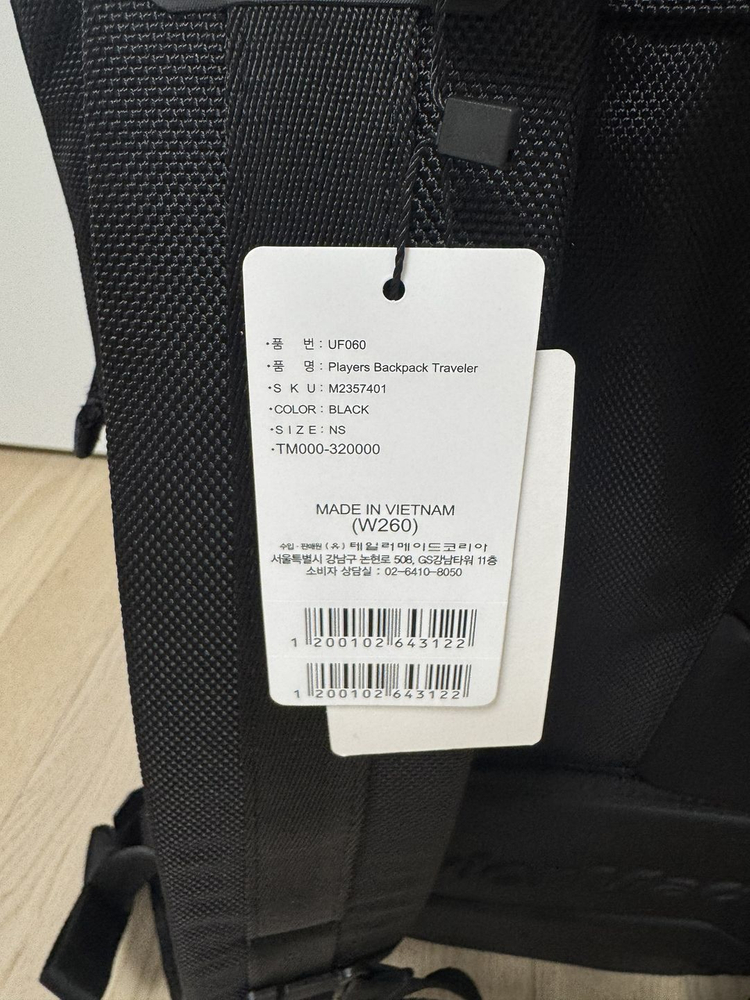 ·품 번 : UF060
·품 명 : Players Backpack Traveler
·S K U : M2357401
·COLOR : BLACK
·S I Z E : NS
·TM000-320000
MADE IN VIETNAM
(W260)
수입·판매원 (유) 테일러메이드코리아
서울특별시 강남구 논현로 508, GS강남타워 11층
소비자 상담실 : 02-6410-8050
1 200102 643122
1 200102 643122